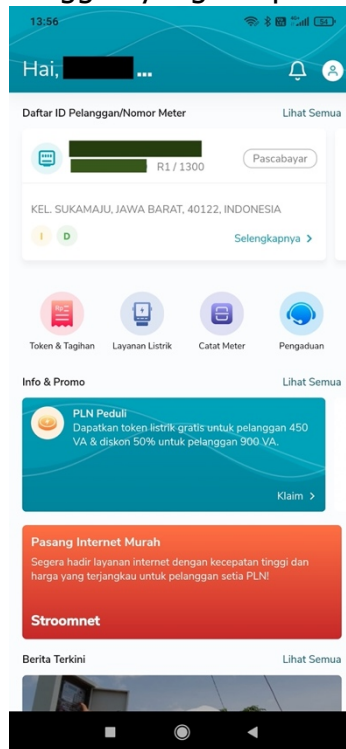 13:56
54
Hai, ...
Daftar ID Pelanggan/Nomor Meter Lihat Semua
R1 / 1300 Pascabayar
KEL. SUKAMAJU, JAWA BARAT, 40122, INDONESIA
I D Selengkapnya >
Token & Tagihan Layanan Listrik Catat Meter Pengaduan
Info & Promo Lihat Semua
PLN Peduli
Dapatkan token listrik gratis untuk pelanggan 450
VA & diskon 50% untuk pelanggan 900 VA.
Klaim >
Pasang Internet Murah
Segera hadir layanan internet dengan kecepatan tinggi dan
harga yang terjangkau untuk pelanggan setia PLN!
Stroomnet
Berita Terkini Lihat Semua